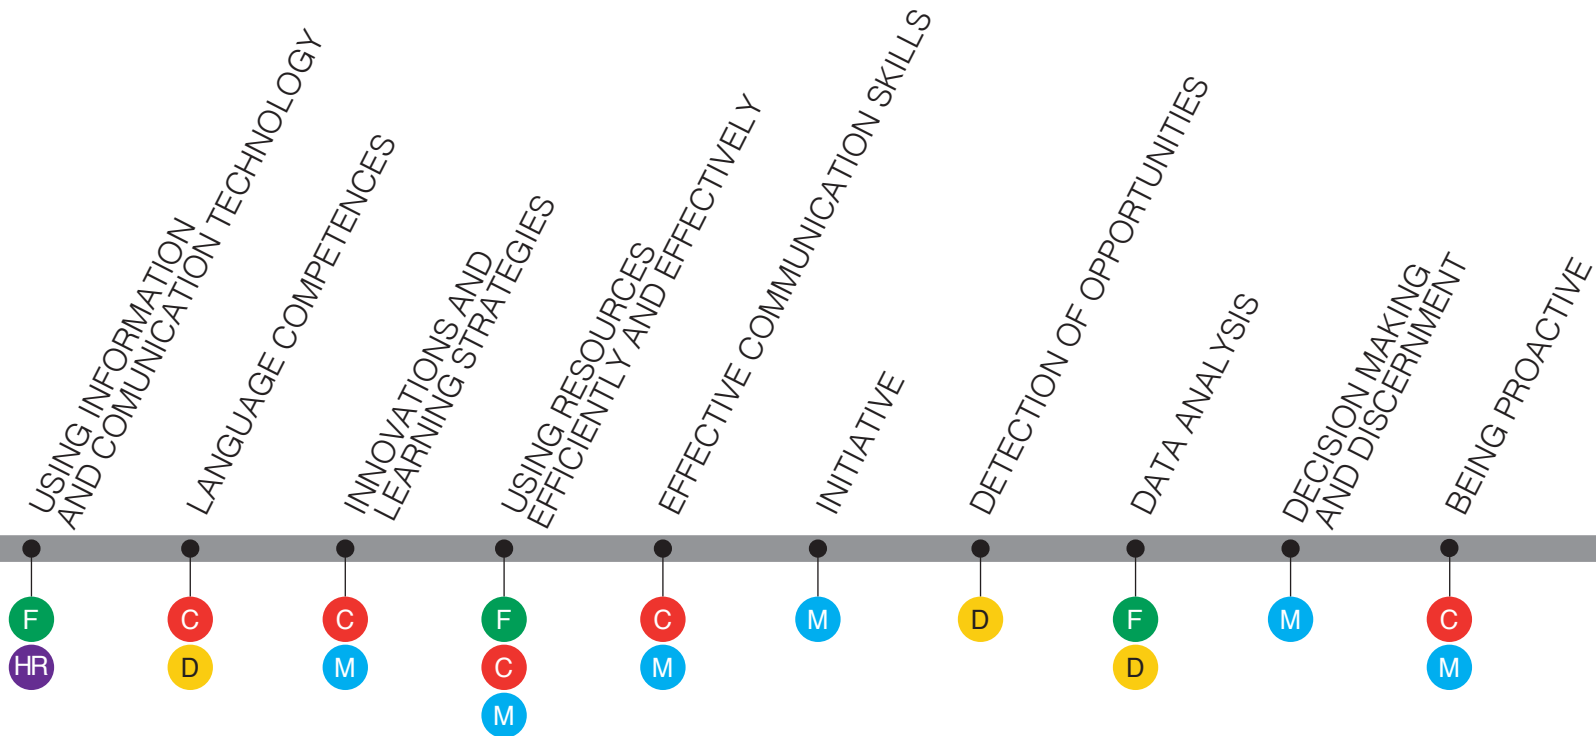 USING INFORMATION
AND COMUNICATION TECHNOLOGY
LANGUAGE COMPETENCES
INNOVATIONS AND
LEARNING STRATEGIES
USING RESOURCES
EFFICIENTLY AND EFFECTIVELY
EFFECTIVE COMMUNICATION SKILLS
INITIATIVE
DETECTION OF OPPORTUNITIES
DATA ANALYSIS
DECISION MAKING
AND DISCERNMENT
BEING PROACTIVE
F
HR
C
D
C
M
F
C
M
C
M
M
D
F
D
M
C
M